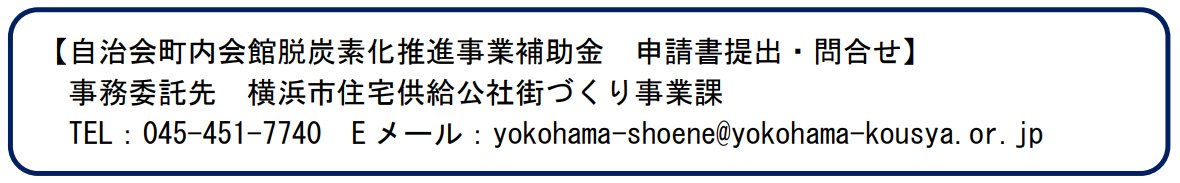 【自治会町内会館脱炭素化推進事業補助金　申請書提出・問合せ】
事務委託先　横浜市住宅供給公社街づくり事業課
TEL：045-451-7740　Eメール：yokohama-shoene@yokohama-kousya.or.jp